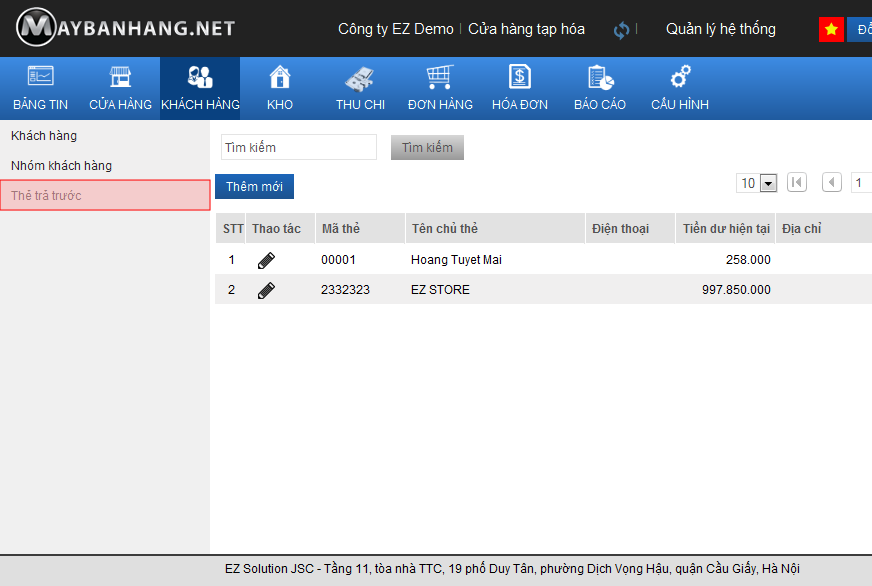 MAYBANHANG.NET
Công ty EZ Demo | Cửa hàng tạp hóa | Quản lý hệ thống
BẢNG TIN CỬA HÀNG KHÁCH HÀNG KHO THU CHI ĐƠN HÀNG HÓA ĐƠN BÁO CÁO CẤU HÌNH
Khách hàng
Nhóm khách hàng
Thẻ trả trước
Tìm kiếm Tìm kiếm
Thêm mới 10 1
STT Thao tác Mã thẻ Tên chủ thẻ Điện thoại Tiền dư hiện tại Địa chỉ
1 00001 Hoang Tuyet Mai 258.000
2 2332323 EZ STORE 997.850.000
EZ Solution JSC - Tầng 11, tòa nhà TTC, 19 phố Duy Tân, phường Dịch Vọng Hậu, quận Cầu Giấy, Hà Nội